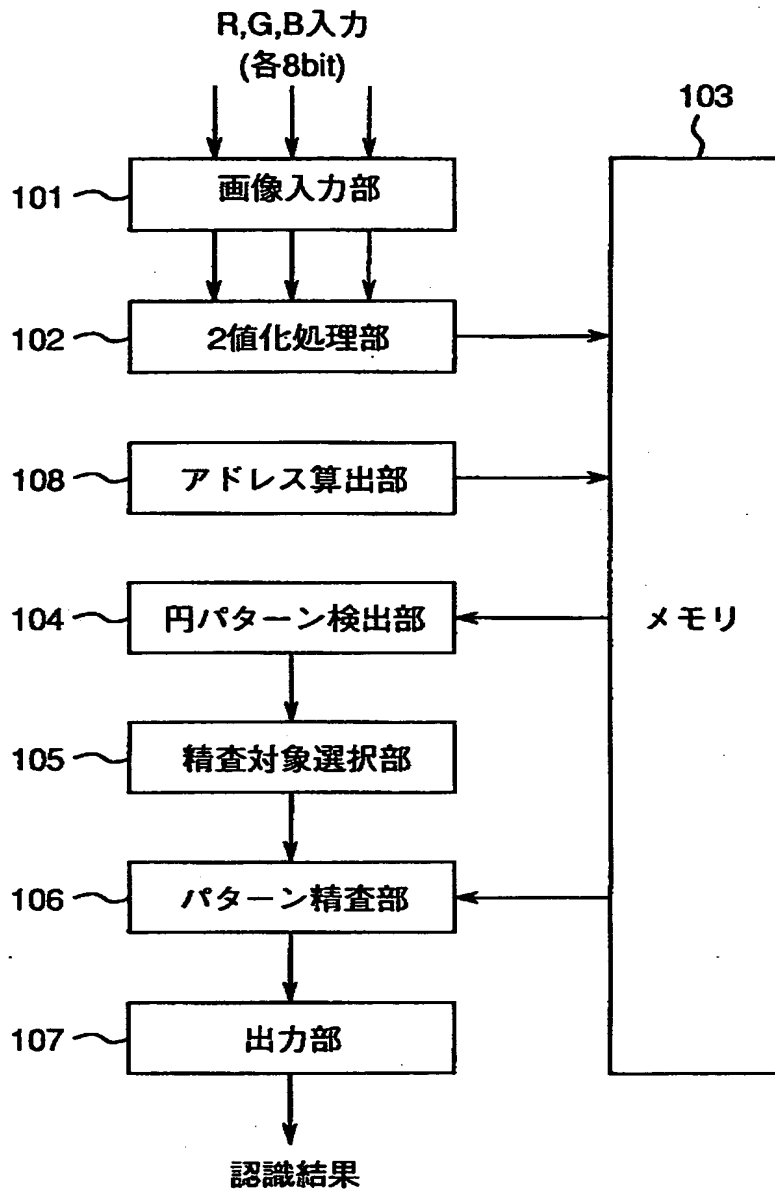 R,G,B入力
(各8bit)
103
101
画像入力部
102
2値化処理部
108
アドレス算出部
104
円パターン検出部
メモリ
105
精査対象選択部
106
パターン精査部
107
出力部
認識結果